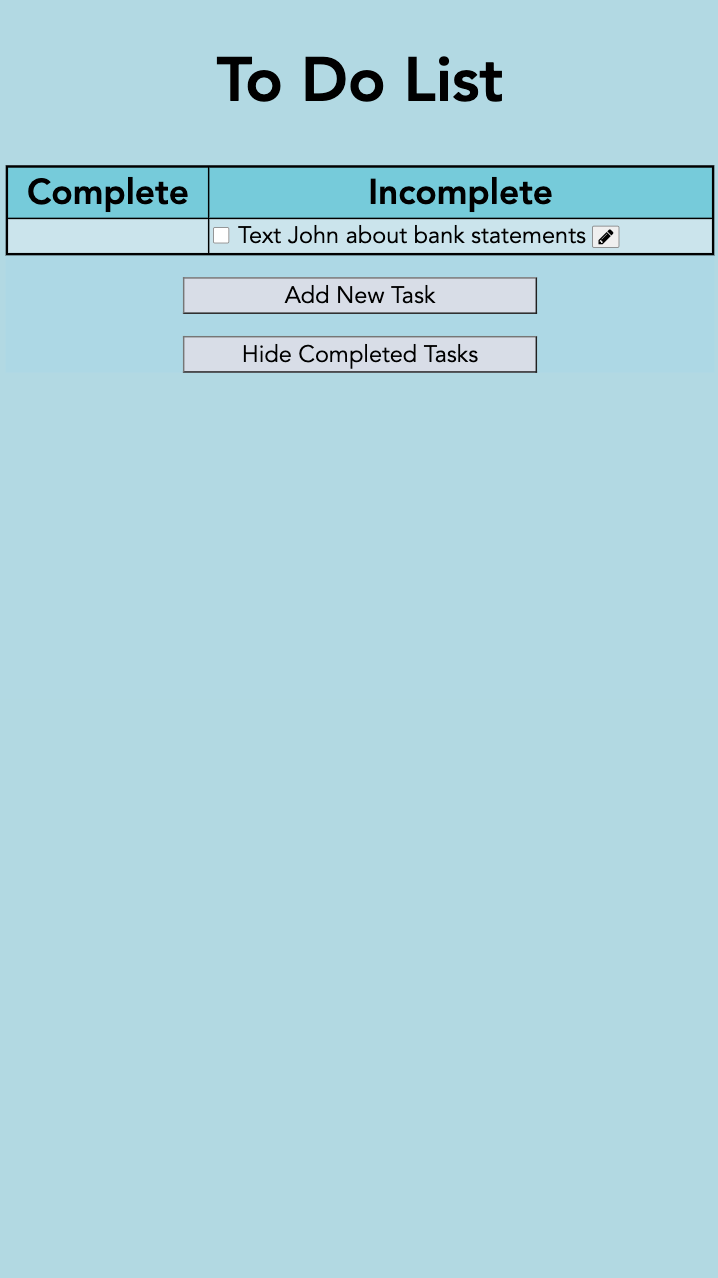 To Do List
Complete Incomplete
Text John about bank statements
Add New Task
Hide Completed Tasks